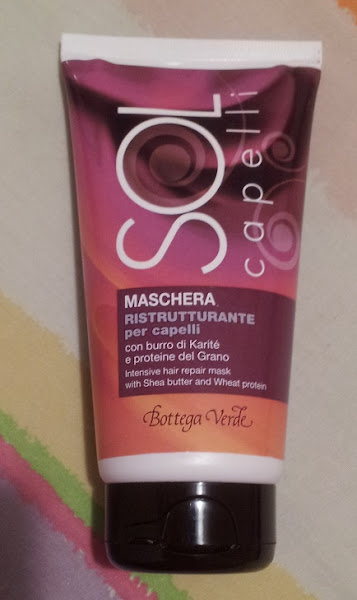 SOL
capelli
MASCHERA
RISTRUTTURANTE
per capelli
con burro di Karité
e proteine del Grano
Intensive hair repair mask
with Shea butter and Wheat protein
Bottega Verde